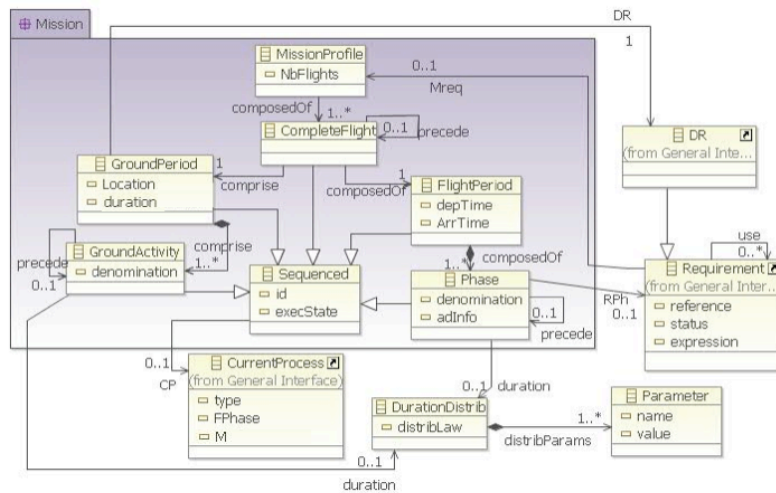 DR
Mission
1
MissionProfile
NbFlights
0..1
Mreq
composedOf
1..*
CompleteFlight
0..1
precede
DR
(from General Inte...
GroundPeriod
Location
duration
1
comprise
composedOf
1
FlightPeriod
depTime
ArrTime
use
0..*
precede
GroundActivity
denomination
0..1
comprise
1..*
Sequenced
id
execState
composedOf
1..*
Phase
denomination
adInfo
0..1
precede
RPh
0..1
Requirement
(from General Inter...
reference
status
expression
0..1
CP
CurrentProcess
(from General Interface)
type
FPhase
M
0..1
duration
DurationDistrib
distribLaw
1..*
distribParams
Parameter
name
value
0..1
duration